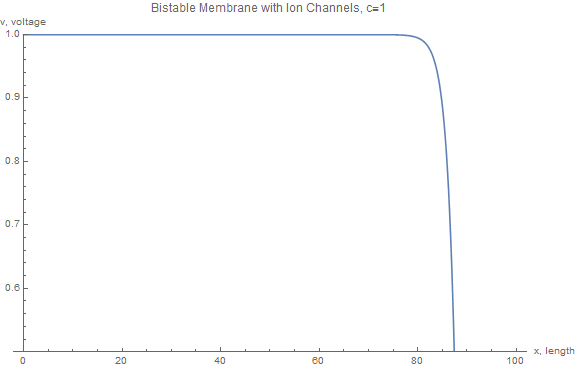 Bistable Membrane with Ion Channels, c=1
v, voltage
1.0
0.9
0.8
0.7
0.6
0 20 40 60 80 100 x, length